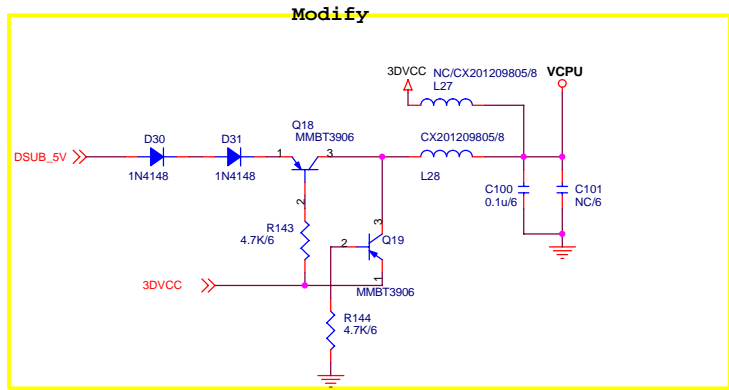 Modify
3DVCC
NC/CX201209805/8
VCPU
L27
Q18
MMBT3906
D30
D31
CX201209805/8
DSUB_5V
1
3
1N4148
1N4148
L28
C100
0.1u/6
C101
NC/6
2
R143
4.7K/6
3
Q19
2
1
3DVCC
MMBT3906
R144
4.7K/6